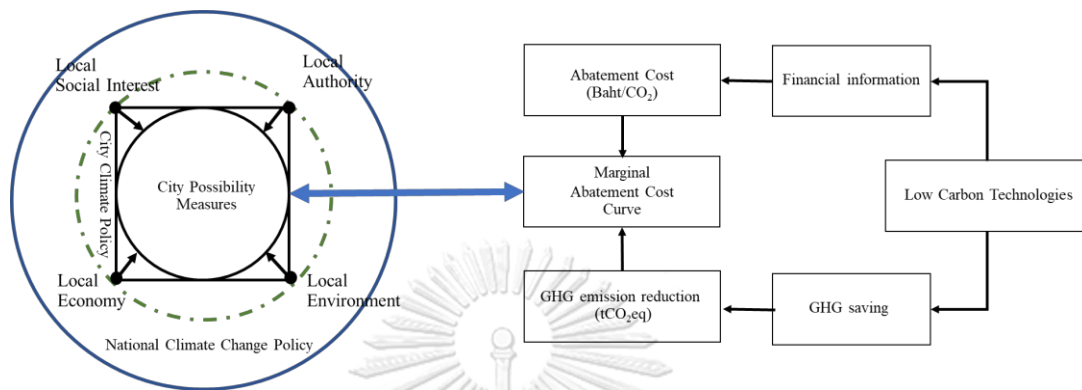 Local
Social Interest
Local
Authority
City Climate Policy
City Possibility
Measures
Local
Economy
Local
Environment
National Climate Change Policy
Abatement Cost
(Baht/CO₂)
Financial information
Marginal
Abatement Cost
Curve
Low Carbon Technologies
GHG emission reduction
(tCO₂eq)
GHG saving